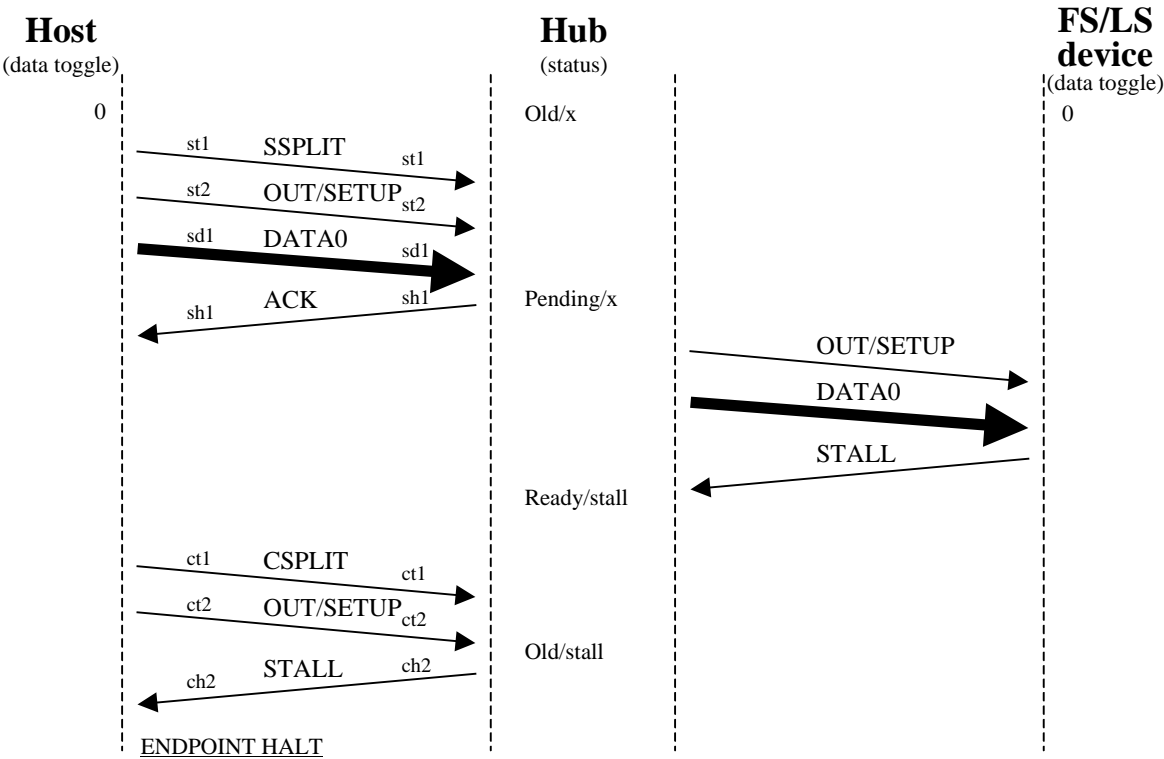 Host
(data toggle)
Hub
(status)
FS/LS
device
(data toggle)
0
Old/x
0
st1 SSPLIT st1
st2 OUT/SETUP st2
sd1 DATA0 sd1
sh1 ACK sh1
Pending/x
OUT/SETUP
DATA0
STALL
Ready/stall
ct1 CSPLIT ct1
ct2 OUT/SETUP ct2
Old/stall
ch2 STALL ch2
ENDPOINT HALT